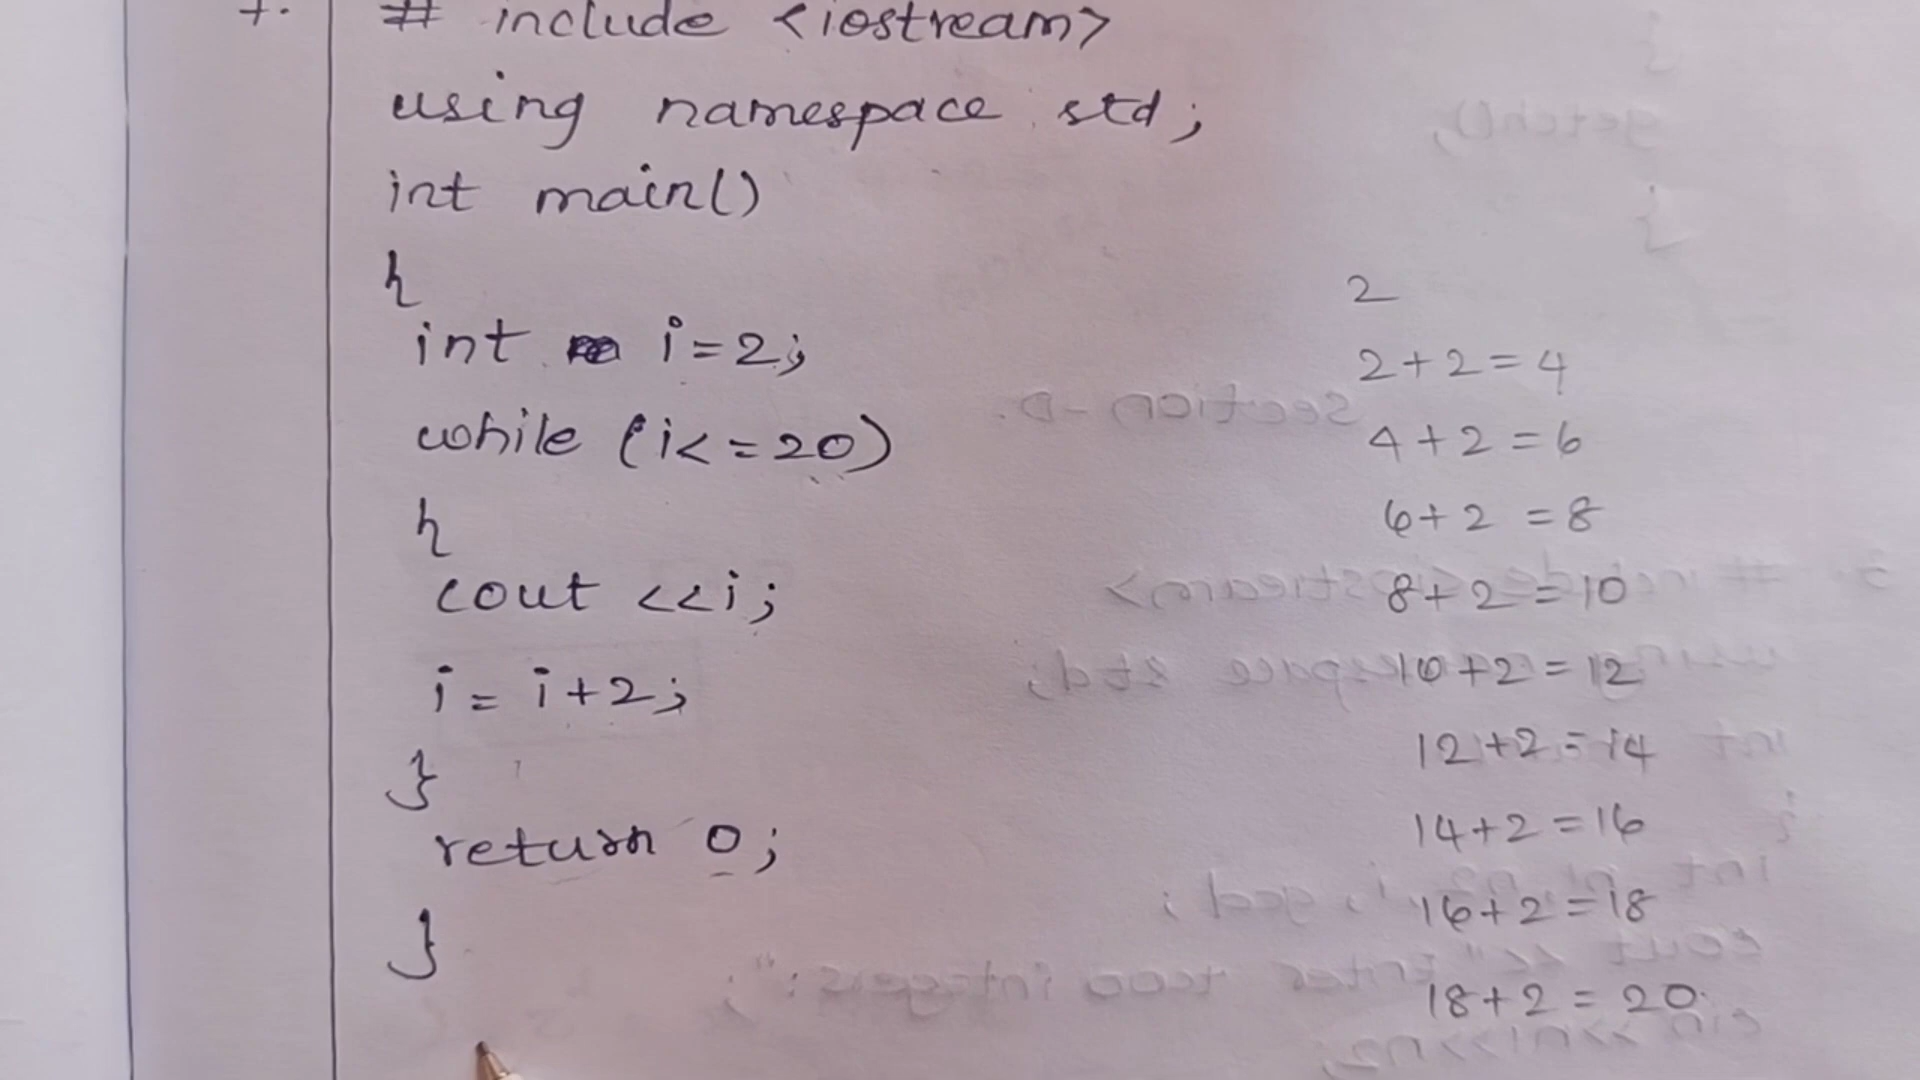 7. # include <iostream>
using namespace std;
int main()
{
int i=2;
while (i<=20)
{
cout <<i;
i = i+2;
}
return 0;
}
2
2+2=4
4+2=6
6+2=8
8+2=10
10+2=12
12+2=14
14+2=16
16+2=18
18+2=20